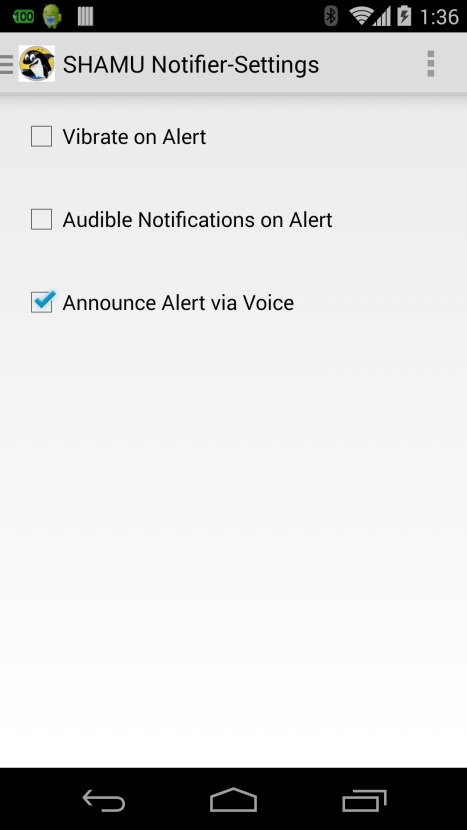 100 1:36
SHAMU Notifier-Settings
Vibrate on Alert
Audible Notifications on Alert
Announce Alert via Voice